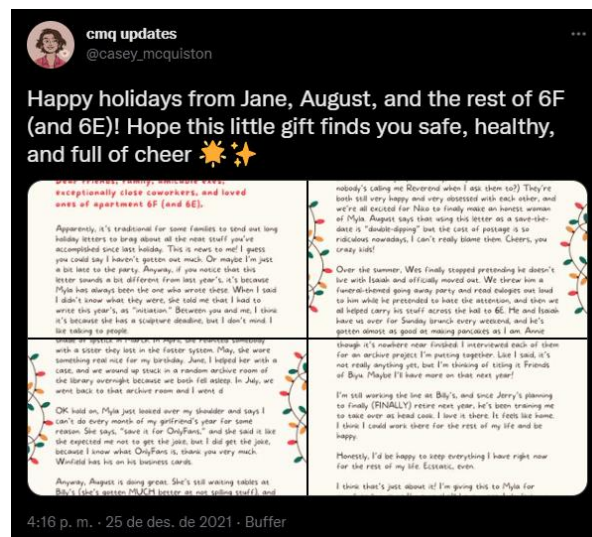 cmq updates
@casey_mcquiston
Happy holidays from Jane, August, and the rest of 6F
(and 6E)! Hope this little gift finds you safe, healthy,
and full of cheer 🌟✨
Dear friends, family, amicable exes,
exceptionally close coworkers, and loved
ones of apartment 6F (and 6E),
Apparently, it's traditional for some families to send out long
holiday letters to brag about all the neat stuff you've
accomplished since last holiday. This is news to me! I guess
you could say I haven't gotten out much. Or maybe I'm just
a bit late to the party. Anyway, if you notice that this
letter sounds a bit different from last year's, it's because
Myla has always been the one who wrote these. When I said
I didn't know what they were, she told me that I had to
write this year's, as "initiation." Between you and me, I think
it's because she has a sculpture deadline, but I don't mind. I
like talking to people.
nobody's calling me Reverend when I ask them to?) They're
both still very happy and very obsessed with each other, and
we're all excited for Niko to finally make an honest woman
of Myla. August says that using this letter as a save-the-
date is "double-dipping" but the cost of postage is so
ridiculous nowadays, I can't really blame them. Cheers, you
crazy kids!
Over the summer, Wes finally stopped pretending he doesn't
live with Isaiah and officially moved out. We threw him a
funeral-themed going away party and read eulogies out loud
to him while he pretended to hate the attention, and then we
all helped carry his stuff across the hall to 6E. He and Isaiah
have us over for Sunday brunch every weekend, and he's
gotten almost as good at making pancakes as I am. Annie
shade of lipstick in March. In April, she reunited somebody
with a sister they lost in the foster system. May, she wore
something real nice for my birthday. June, I helped her with a
case, and we wound up stuck in a random archive room of
the library overnight because we both fell asleep. In July, we
went back to that archive room and I went d
OK hold on, Myla just looked over my shoulder and says I
can't do every month of my girlfriend's year for some
reason. She says, "save it for OnlyFans," and she said it like
she expected me not to get the joke, but I did get the joke,
because I know what OnlyFans is, thank you very much.
Winfield has his on his business cards.
Anyway, August is doing great. She's still waiting tables at
Billy's (she's gotten MUCH better at not spilling stuff), and
though it's nowhere near finished. I interviewed each of them
for an archive project I'm putting together. Like I said, it's
not really anything yet, but I'm thinking of titling it Friends
of Biyu. Maybe I'll have more on that next year!
I'm still working the line at Billy's, and since Jerry's planning
to finally (FINALLY) retire next year, he's been training me
to take over as head cook. I love it there. It feels like home.
I think I could work there for the rest of my life and be
happy.
Honestly, I'd be happy to keep everything I have right now
for the rest of my life. Ecstatic, even.
I think that's just about it! I'm giving this to Myla for
4:16 p. m. · 25 de des. de 2021 · Buffer